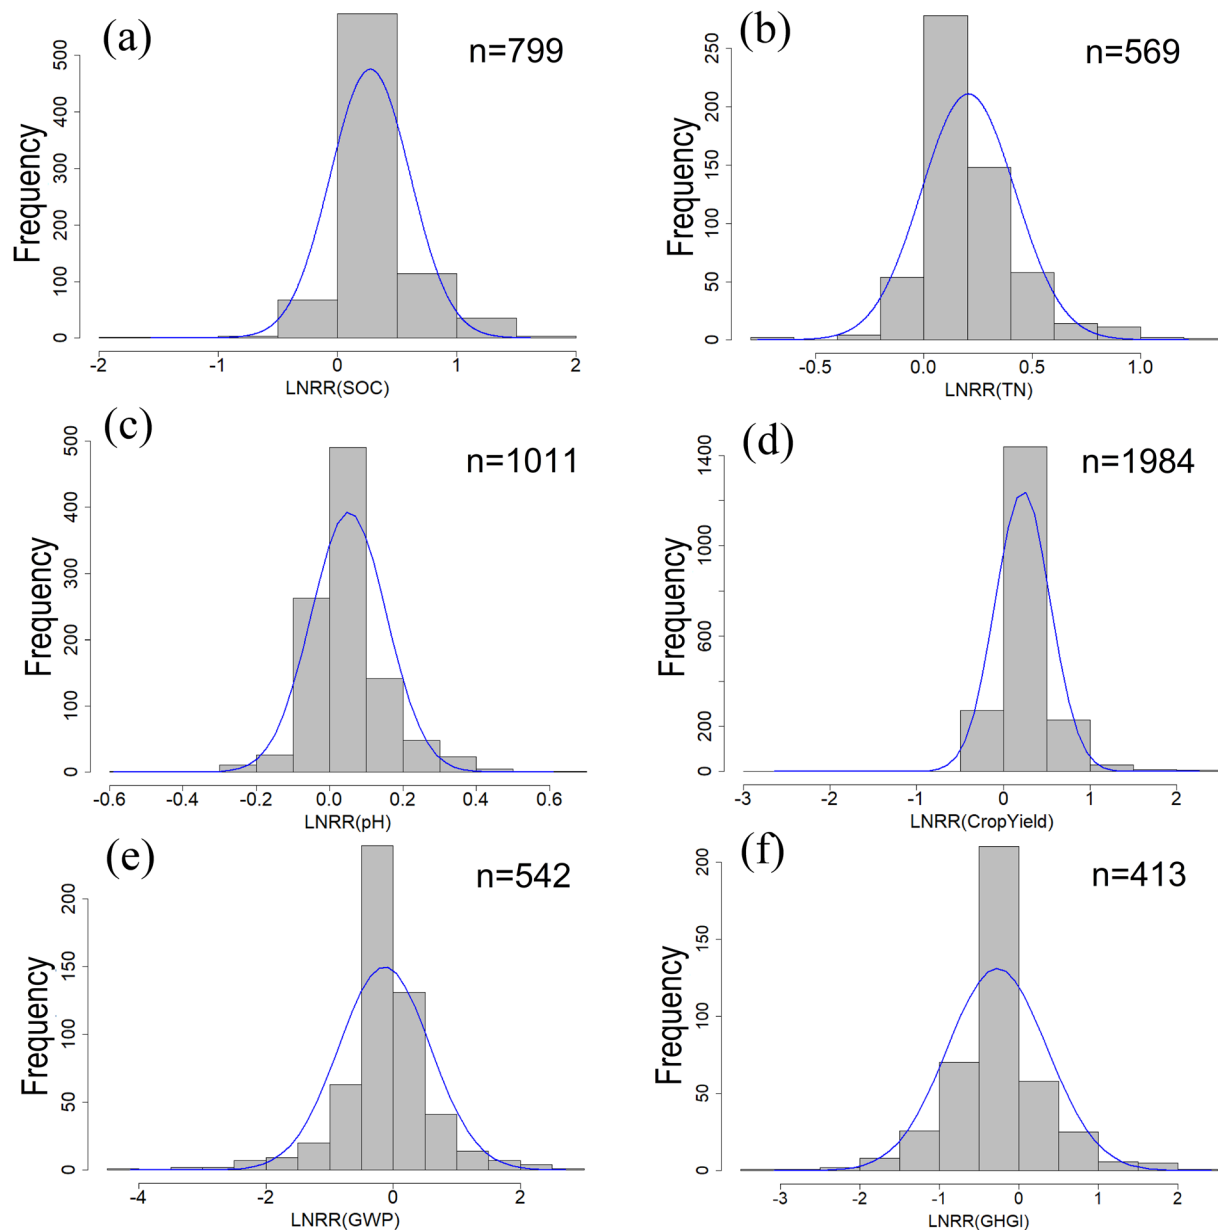 (a)
n=799
Frequency
0 100 200 300 400 500
-2 -1 0 1 2
LNRR(SOC)
(b)
n=569
Frequency
0 50 100 150 200 250
-0.5 0.0 0.5 1.0
LNRR(TN)
(c)
n=1011
Frequency
0 100 200 300 400 500
-0.6 -0.4 -0.2 0.0 0.2 0.4 0.6
LNRR(pH)
(d)
n=1984
Frequency
0 200 600 1000 1400
-3 -2 -1 0 1 2
LNRR(CropYield)
(e)
n=542
Frequency
0 50 100 150 200
-4 -2 0 2
LNRR(GWP)
(f)
n=413
Frequency
0 50 100 150 200
-3 -2 -1 0 1 2
LNRR(GHGI)